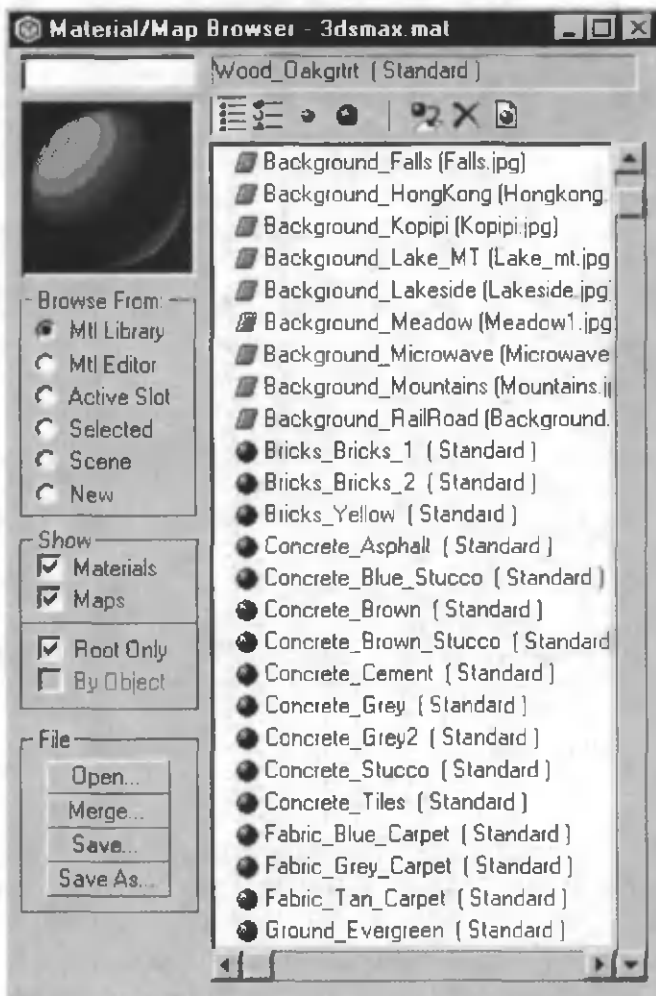 Material/Map Browser - 3dsmax.mat
Wood_Oakgrtrt ( Standard )
Background_Falls (Falls.jpg)
Background_HongKong (Hongkong.
Background_Kopipi (Kopipi.jpg)
Background_Lake_MT (Lake_mt.jpg
Background_Lakeside (Lakeside.jpg
Background_Meadow (Meadow1.jpg
Background_Microwave (Microwave
Background_Mountains (Mountains.j
Background_RailRoad (Background.
Bricks_Bricks_1 ( Standard )
Bricks_Bricks_2 ( Standard )
Bricks_Yellow ( Standard )
Concrete_Asphalt ( Standard )
Concrete_Blue_Stucco ( Standard )
Concrete_Brown ( Standard )
Concrete_Brown_Stucco ( Standard
Concrete_Cement ( Standard )
Concrete_Grey ( Standard )
Concrete_Grey2 ( Standard )
Concrete_Stucco ( Standard )
Concrete_Tiles ( Standard )
Fabric_Blue_Carpet ( Standard )
Fabric_Grey_Carpet ( Standard )
Fabric_Tan_Carpet ( Standard )
Ground_Evergreen ( Standard )
Browse From:
Mtl Library
Mtl Editor
Active Slot
Selected
Scene
New
Show
Materials
Maps
Root Only
By Object
File
Open...
Merge...
Save...
Save As...